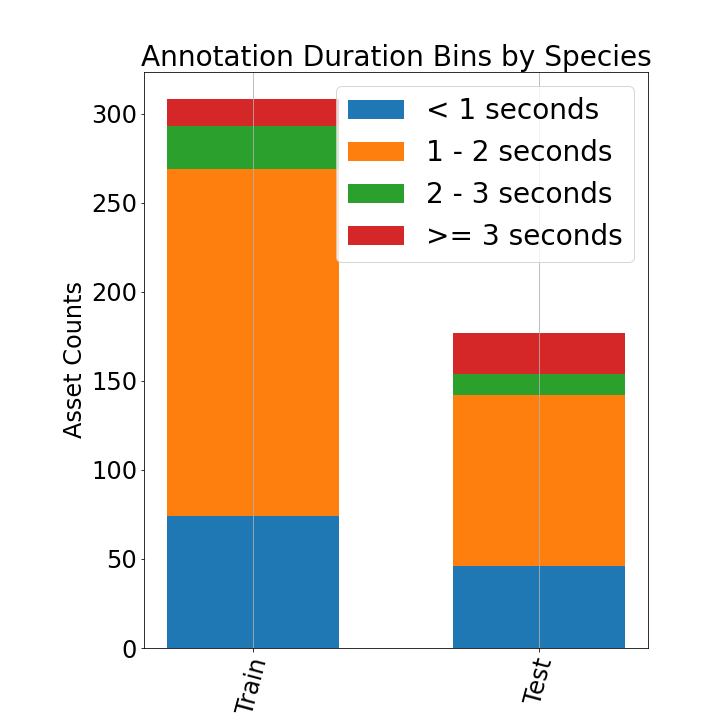 Annotation Duration Bins by Species
< 1 seconds
1 - 2 seconds
2 - 3 seconds
>= 3 seconds
Asset Counts
300
250
200
150
100
50
0
Train
Test